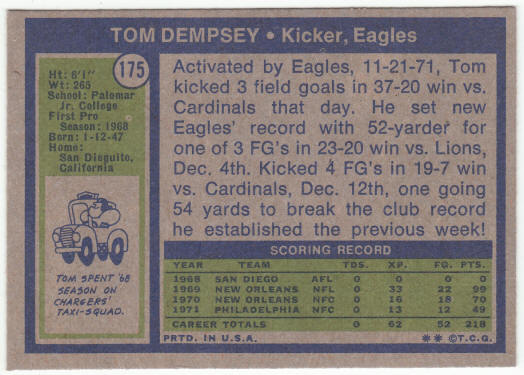 TOM DEMPSEY • Kicker, Eagles
175
Ht: 6'1"
Wt: 265
School: Palomar
Jr. College
First Pro
Season: 1968
Born: 1-12-47
Home:
San Dieguito,
California
TOM SPENT '68
SEASON ON
CHARGERS'
TAXI-SQUAD.
Activated by Eagles, 11-21-71, Tom
kicked 3 field goals in 37-20 win vs.
Cardinals that day. He set new
Eagles' record with 52-yarder for
one of 3 FG's in 23-20 win vs. Lions,
Dec. 4th. Kicked 4 FG's in 19-7 win
vs. Cardinals, Dec. 12th, one going
54 yards to break the club record
he established the previous week!
SCORING RECORD
YEAR TEAM TDS. XP. FG. PTS.
1968 SAN DIEGO AFL 0 0 0 0
1969 NEW ORLEANS NFC 0 33 22 99
1970 NEW ORLEANS NFC 0 16 18 70
1971 PHILADELPHIA NFC 0 13 12 49
CAREER TOTALS 0 62 52 218
PRTD. IN U.S.A. ** ©T.C.G.